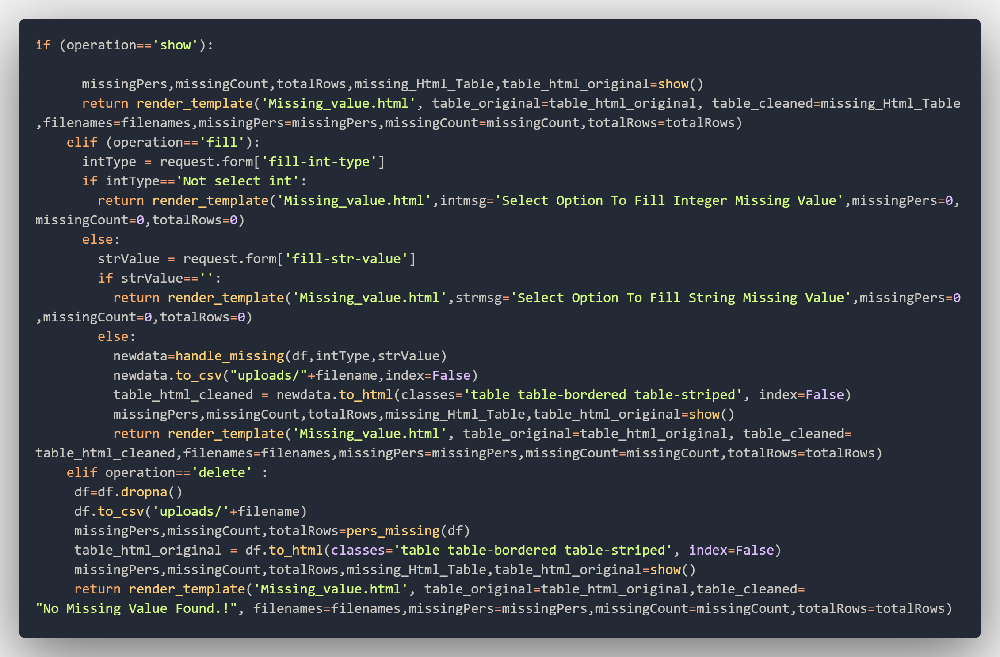 if (operation=='show'):

      missingPers,missingCount,totalRows,missing_Html_Table,table_html_original=show()
      return render_template('Missing_value.html', table_original=table_html_original, table_cleaned=missing_Html_Table
,filenames=filenames,missingPers=missingPers,missingCount=missingCount,totalRows=totalRows)
    elif (operation=='fill'):
      intType = request.form['fill-int-type']
      if intType=='Not select int':
        return render_template('Missing_value.html',intmsg='Select Option To Fill Integer Missing Value',missingPers=0,
missingCount=0,totalRows=0)
      else:
        strValue = request.form['fill-str-value']
        if strValue=='':
          return render_template('Missing_value.html',strmsg='Select Option To Fill String Missing Value',missingPers=0
,missingCount=0,totalRows=0)
        else:
          newdata=handle_missing(df,intType,strValue)
          newdata.to_csv("uploads/"+filename,index=False)
          table_html_cleaned = newdata.to_html(classes='table table-bordered table-striped', index=False)
          missingPers,missingCount,totalRows,missing_Html_Table,table_html_original=show()
          return render_template('Missing_value.html', table_original=table_html_original, table_cleaned=
table_html_cleaned,filenames=filenames,missingPers=missingPers,missingCount=missingCount,totalRows=totalRows)
    elif operation=='delete' :
     df=df.dropna()
     df.to_csv('uploads/'+filename)
     missingPers,missingCount,totalRows=pers_missing(df)
     table_html_original = df.to_html(classes='table table-bordered table-striped', index=False)
     missingPers,missingCount,totalRows,missing_Html_Table,table_html_original=show()
     return render_template('Missing_value.html', table_original=table_html_original,table_cleaned=
"No Missing Value Found.!", filenames=filenames,missingPers=missingPers,missingCount=missingCount,totalRows=totalRows)